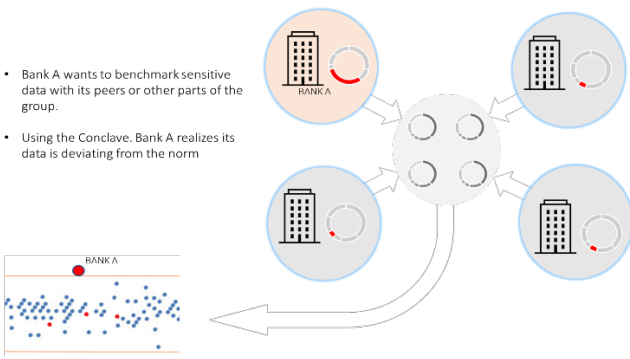 • Bank A wants to benchmark sensitive
data with its peers or other parts of the
group.
• Using the Conclave. Bank A realizes its
data is deviating from the norm
BANK A
BANK A